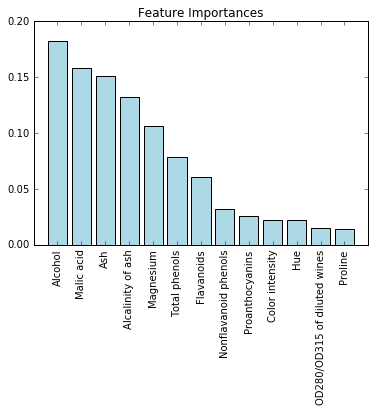 Feature Importances
0.20
0.15
0.10
0.05
0.00
Alcohol
Malic acid
Ash
Alcalinity of ash
Magnesium
Total phenols
Flavanoids
Nonflavanoid phenols
Proanthocyanins
Color intensity
Hue
OD280/OD315 of diluted wines
Proline